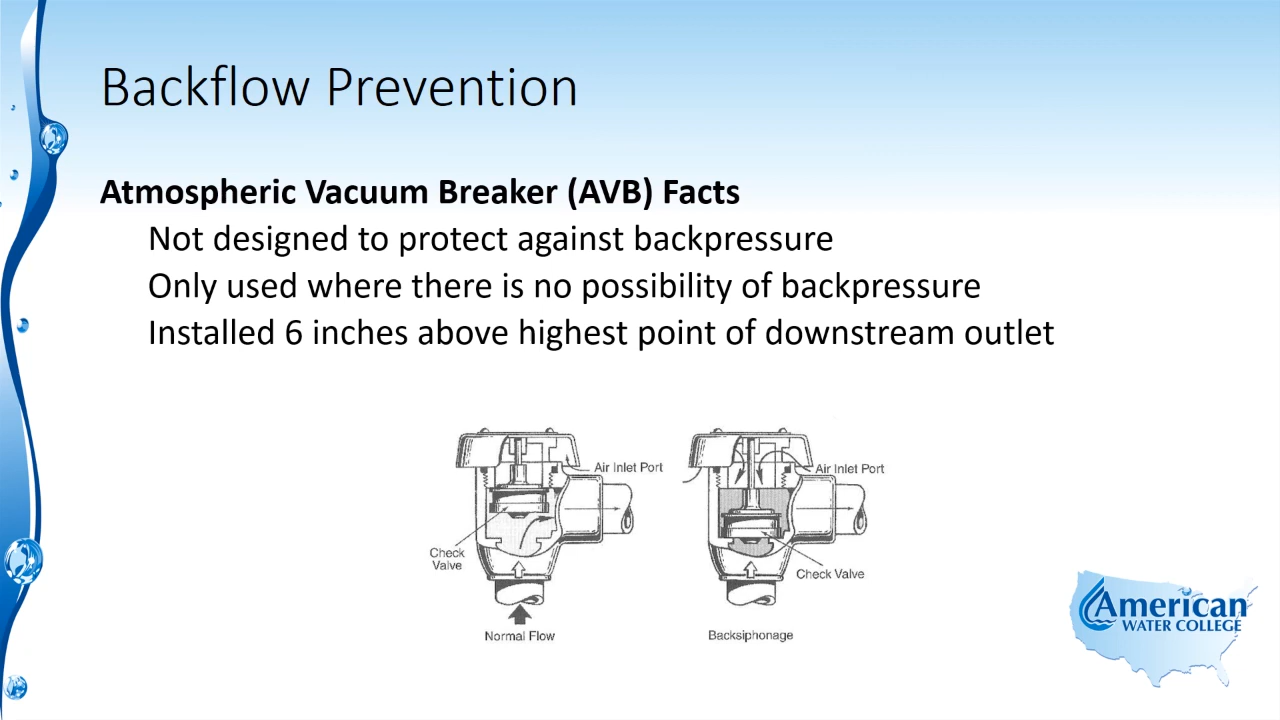 Backflow Prevention
Atmospheric Vacuum Breaker (AVB) Facts
Not designed to protect against backpressure
Only used where there is no possibility of backpressure
Installed 6 inches above highest point of downstream outlet
Air Inlet Port
Check
Valve
Normal Flow
Air Inlet Port
Check Valve
Backsiphonage
American
WATER COLLEGE